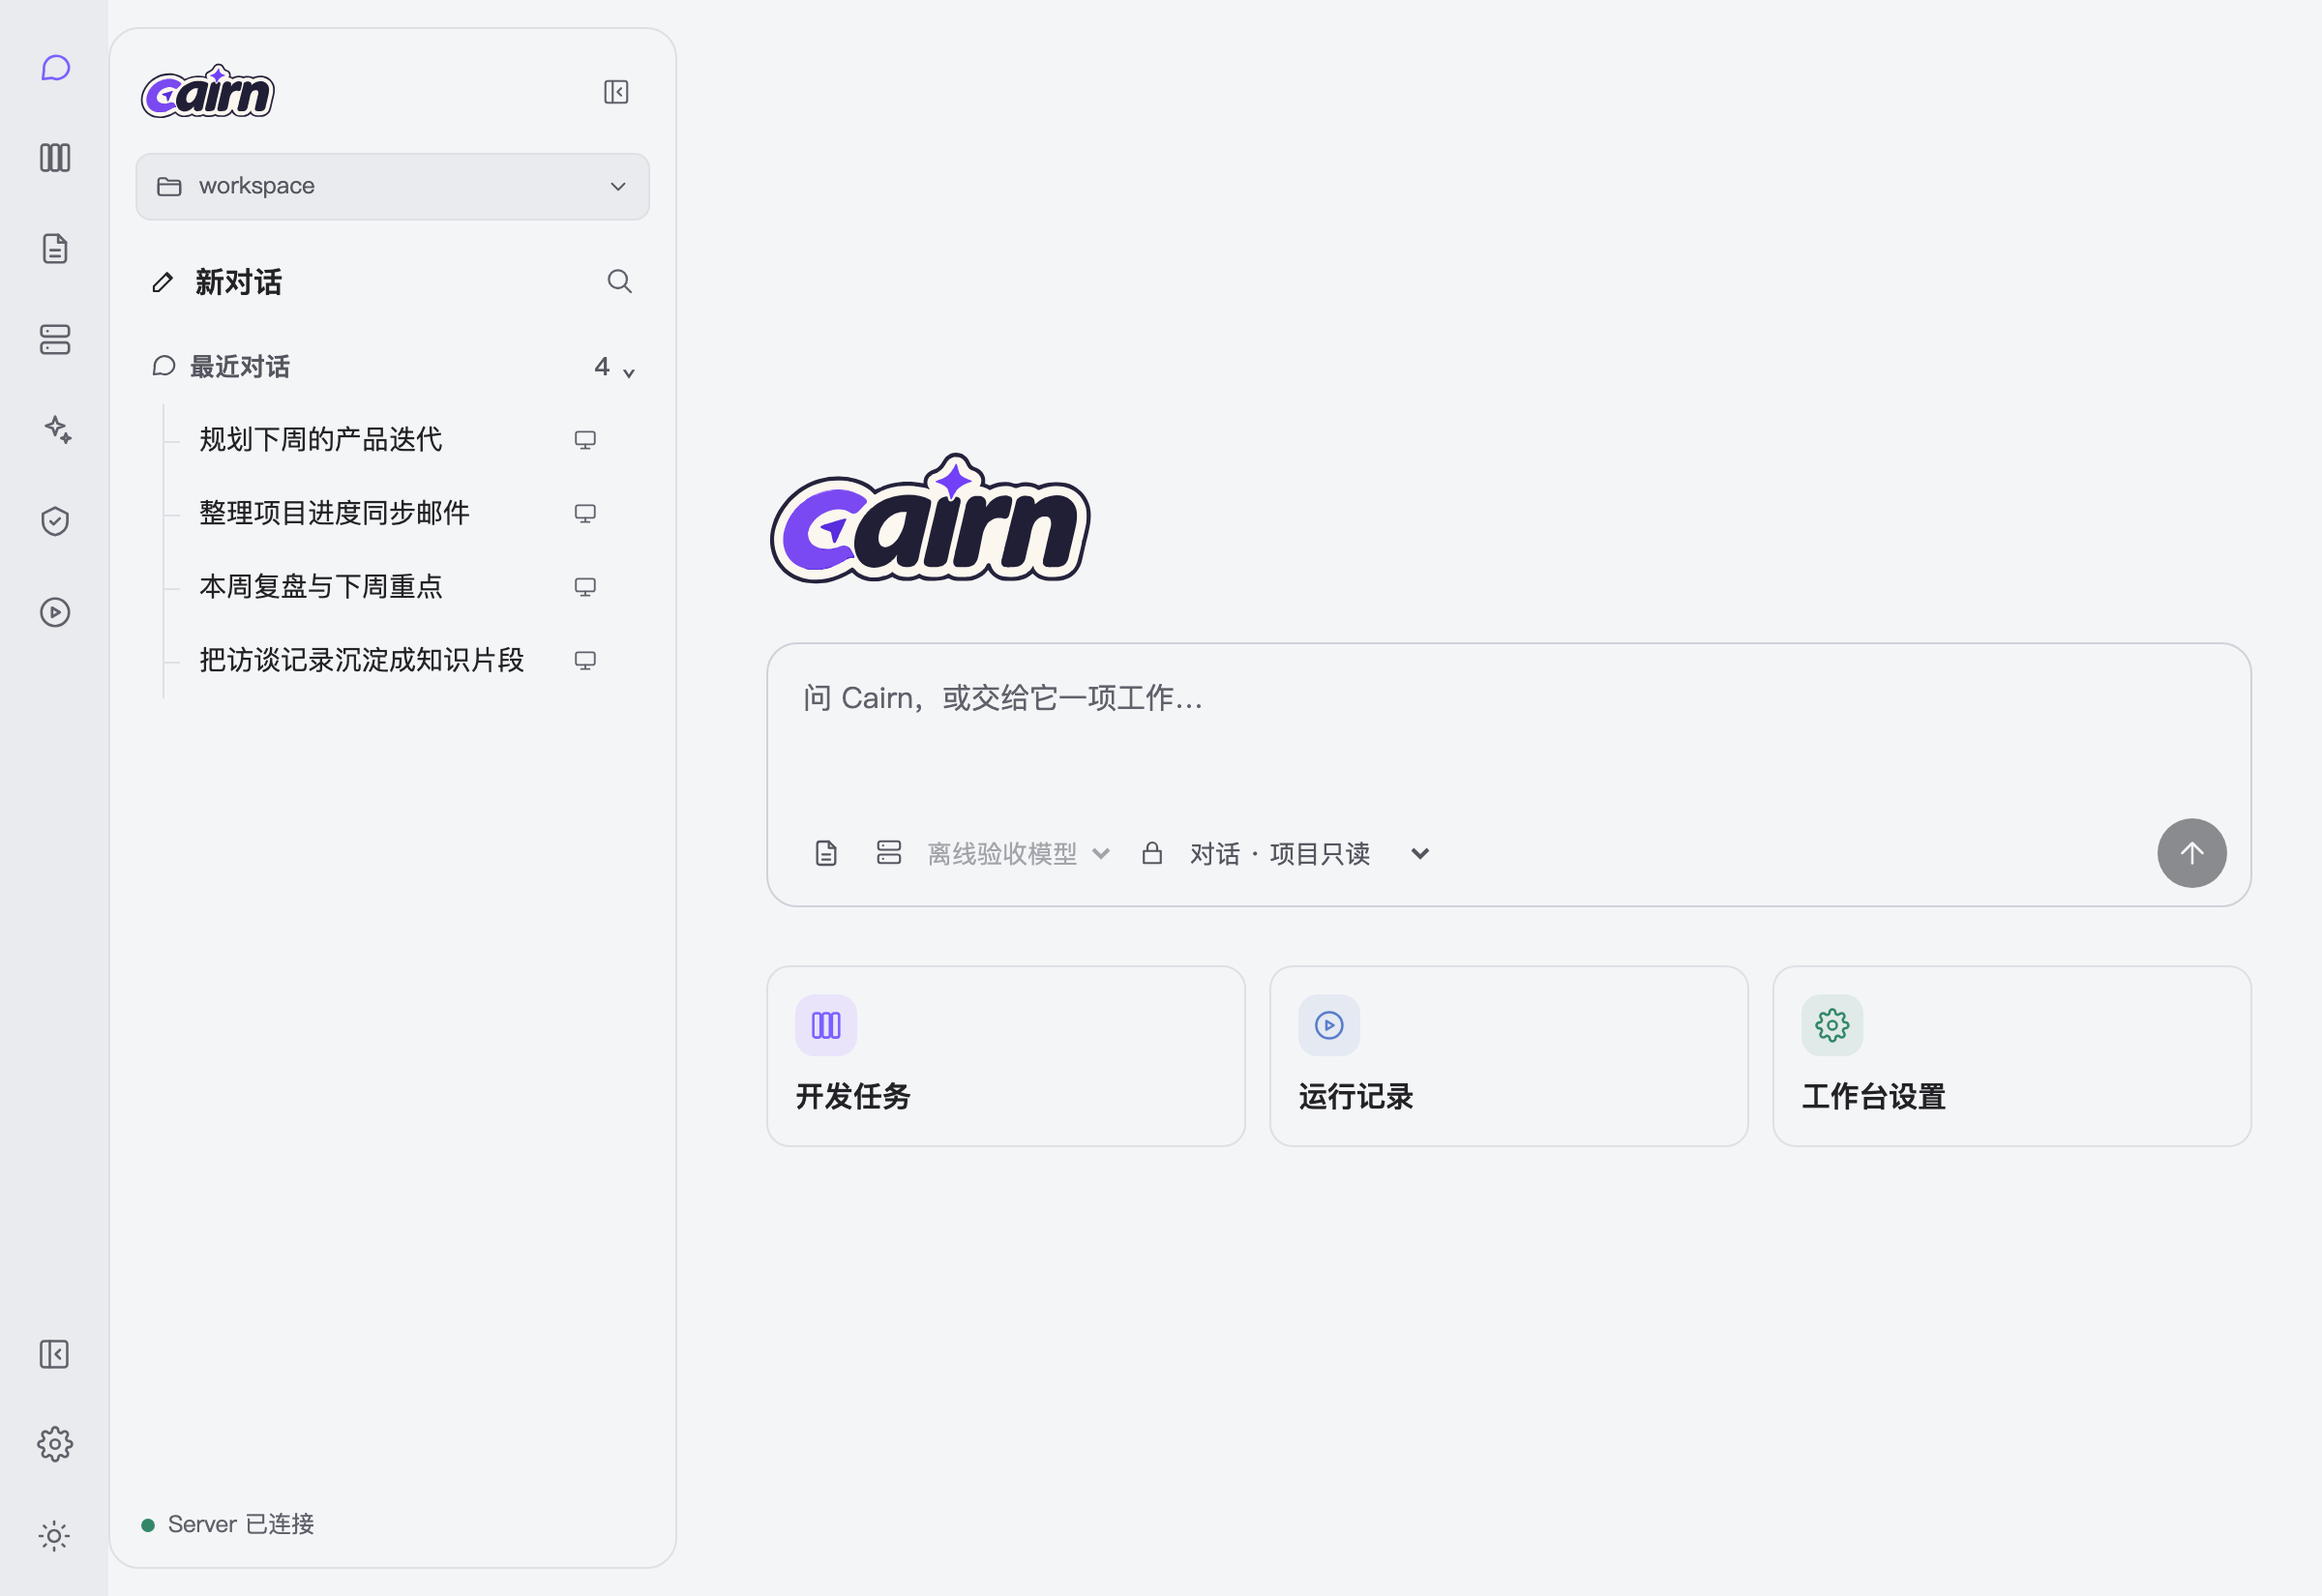 Cairn
workspace
新对话
最近对话 4
规划下周的产品迭代
整理项目进度同步邮件
本周复盘与下周重点
把访谈记录沉淀成知识片段
Server 已连接
Cairn
问 Cairn，或交给它一项工作...
离线验收模型 对话 · 项目只读
开发任务
运行记录
工作台设置